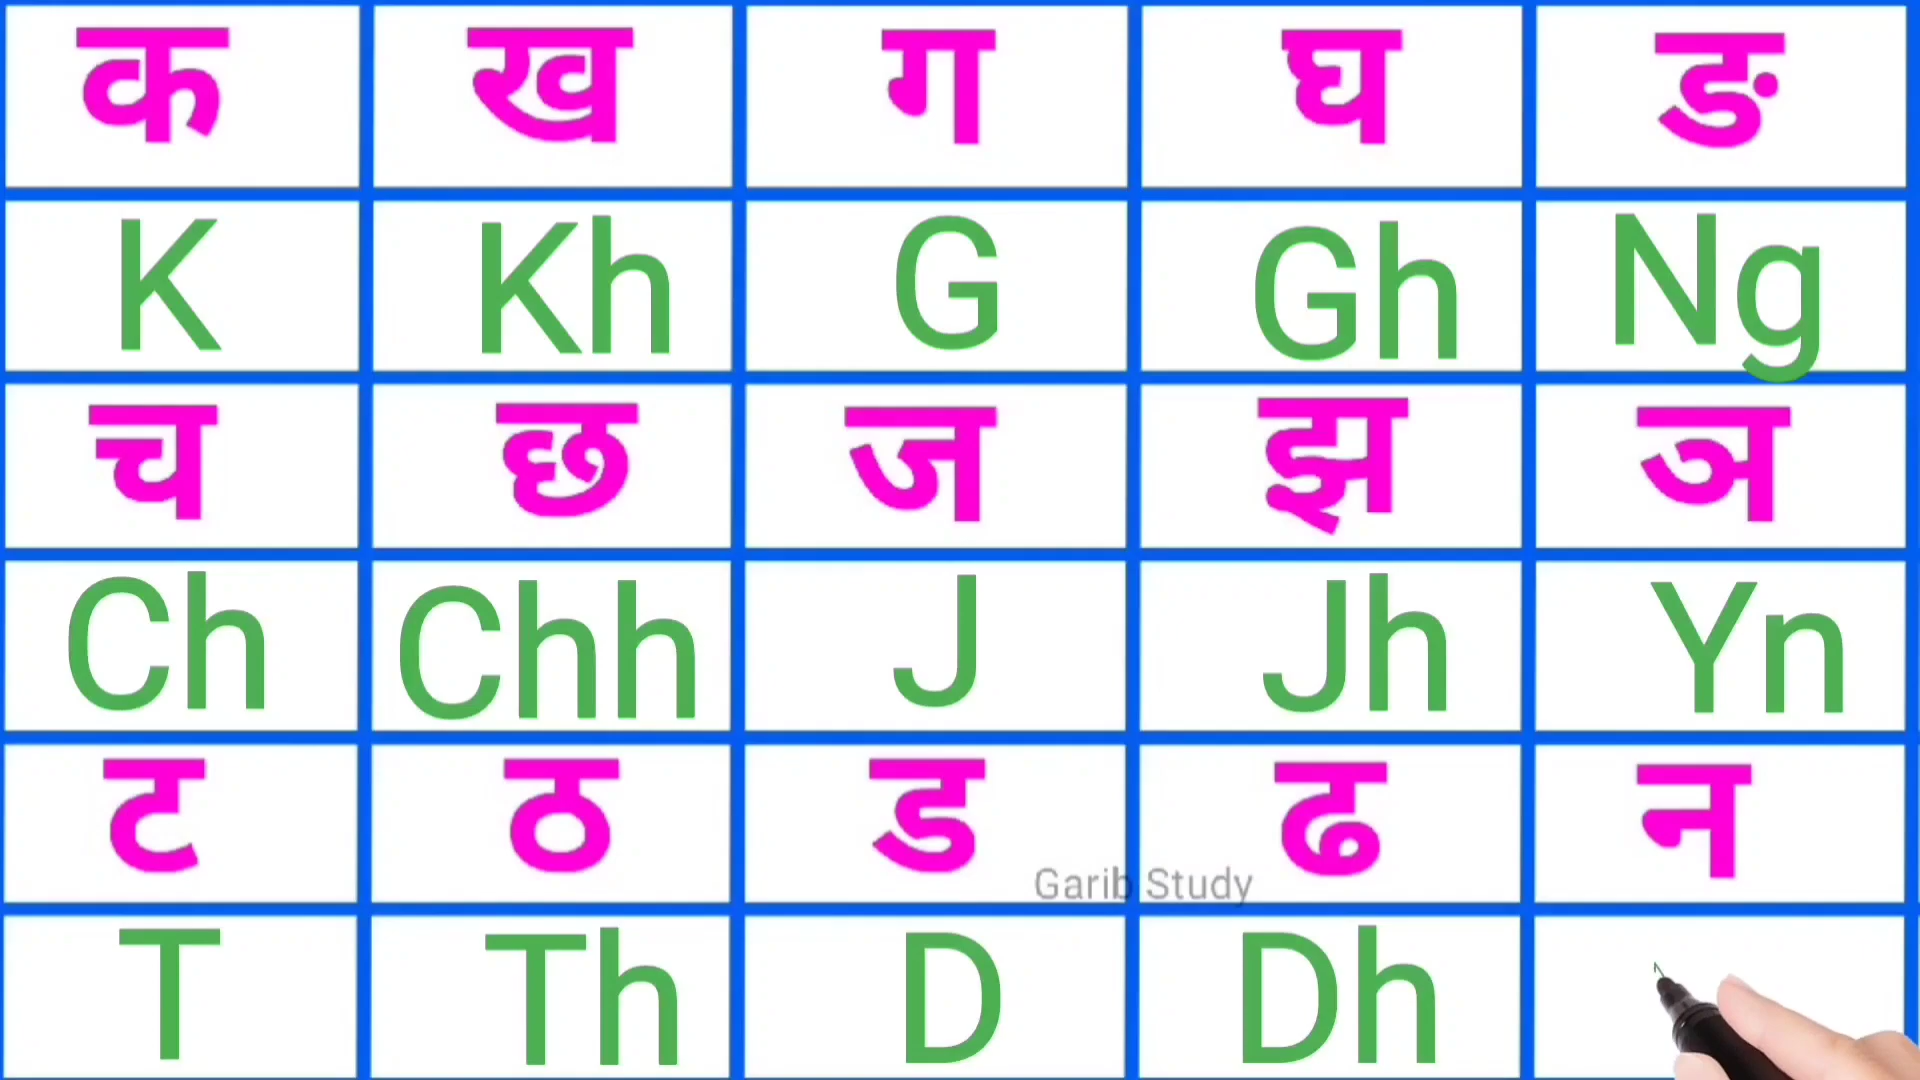 क ख ग घ ङ
K Kh G Gh Ng
च छ ज झ ञ
Ch Chh J Jh Yn
ट ठ ड ढ न
Garib Study
T Th D Dh